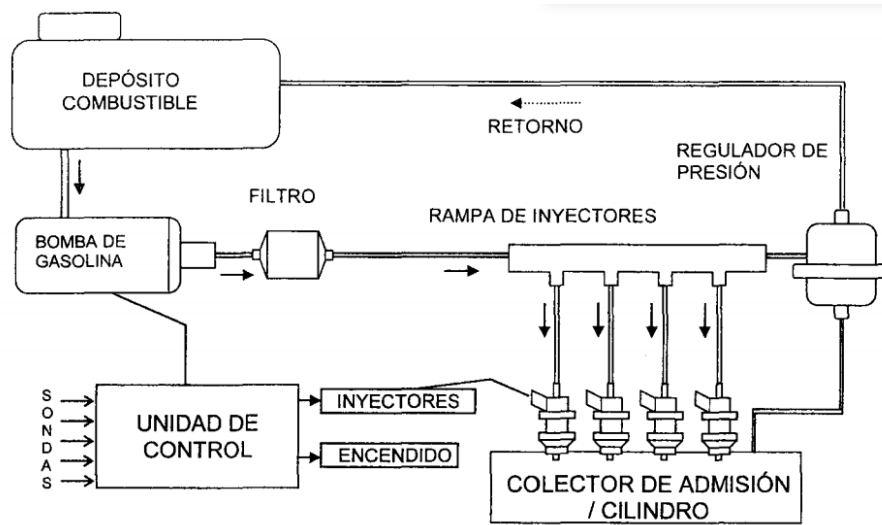 DEPÓSITO
COMBUSTIBLE
RETORNO
REGULADOR DE
PRESIÓN
FILTRO
RAMPA DE INYECTORES
BOMBA DE
GASOLINA
SONDAS
UNIDAD DE
CONTROL
INYECTORES
ENCENDIDO
COLECTOR DE ADMISIÓN
/ CILINDRO